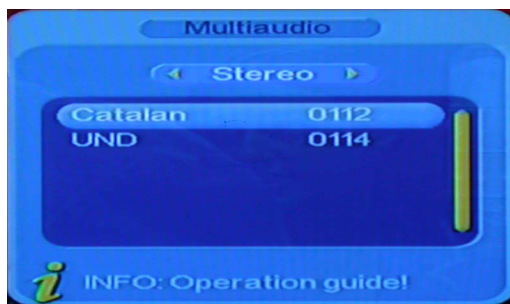 Multiaudio
Stereo
Catalan 0112
UND 0114
INFO: Operation guide!